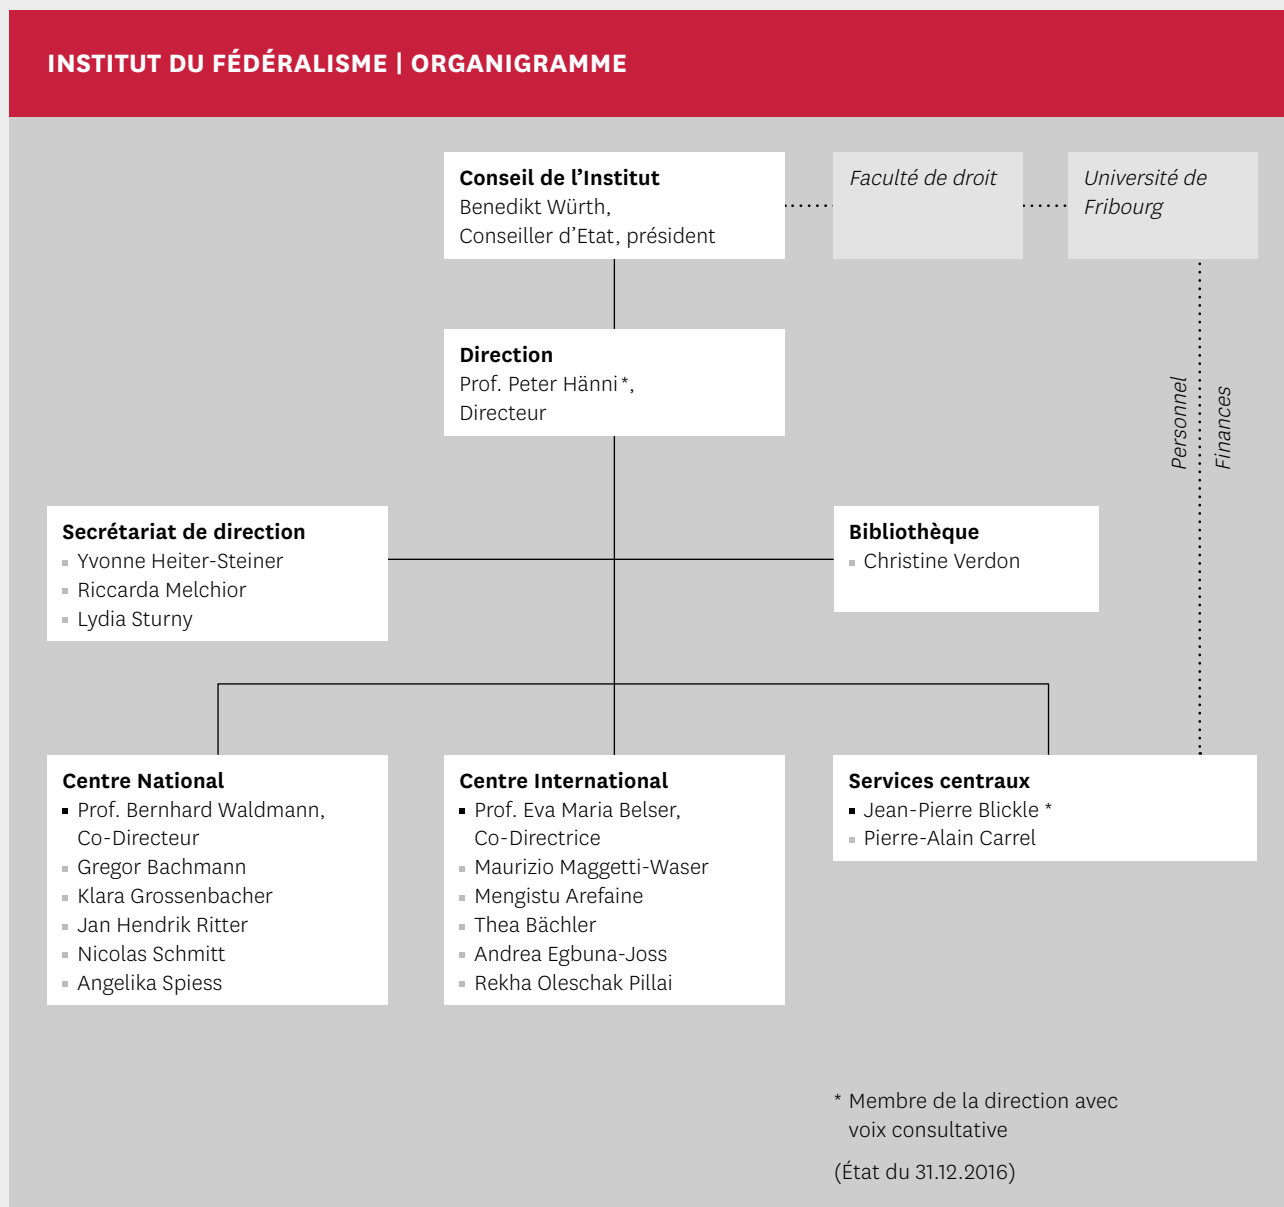 INSTITUT DU FÉDÉRALISME | ORGANIGRAMME
Conseil de l’Institut
Benedikt Würth,
Conseiller d’Etat, président
Faculté de droit
Université de
Fribourg
Direction
Prof. Peter Hänni*,
Directeur
Personnel
Finances
Secrétariat de direction
Yvonne Heiter-Steiner
Riccarda Melchior
Lydia Sturny
Bibliothèque
Christine Verdon
Centre National
Prof. Bernhard Waldmann,
Co-Directeur
Gregor Bachmann
Klara Grossenbacher
Jan Hendrik Ritter
Nicolas Schmitt
Angelika Spiess
Centre International
Prof. Eva Maria Belser,
Co-Directrice
Maurizio Maggetti-Waser
Mengistu Arefaine
Thea Bächler
Andrea Egbuna-Joss
Rekha Oleschak Pillai
Services centraux
Jean-Pierre Blickle *
Pierre-Alain Carrel
* Membre de la direction avec
voix consultative
(État du 31.12.2016)